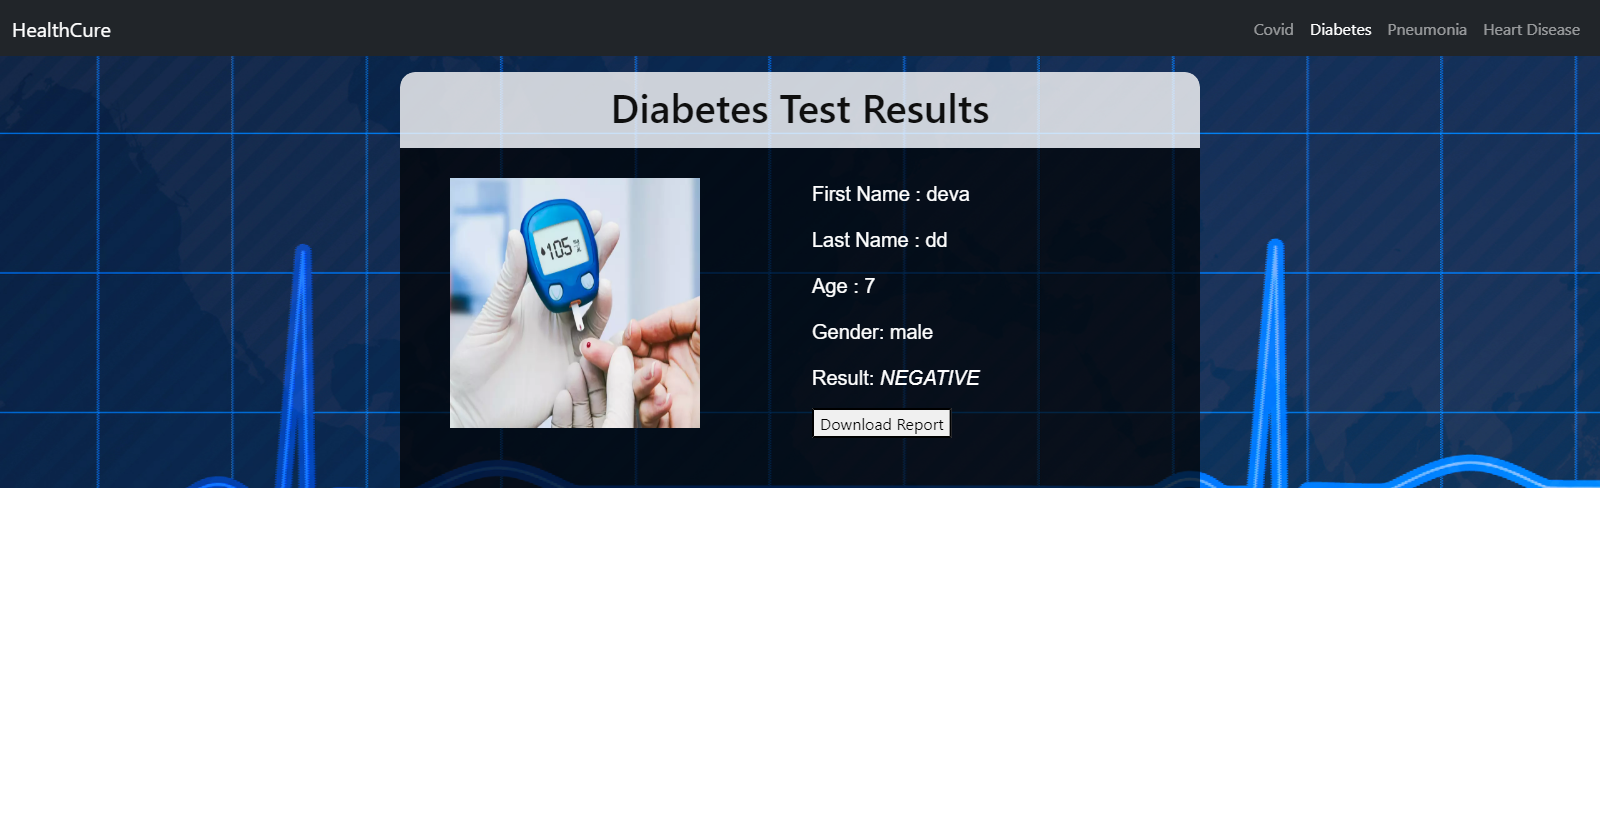 HealthCure
Covid Diabetes Pneumonia Heart Disease
Diabetes Test Results
105
First Name : deva
Last Name : dd
Age : 7
Gender: male
Result: NEGATIVE
Download Report